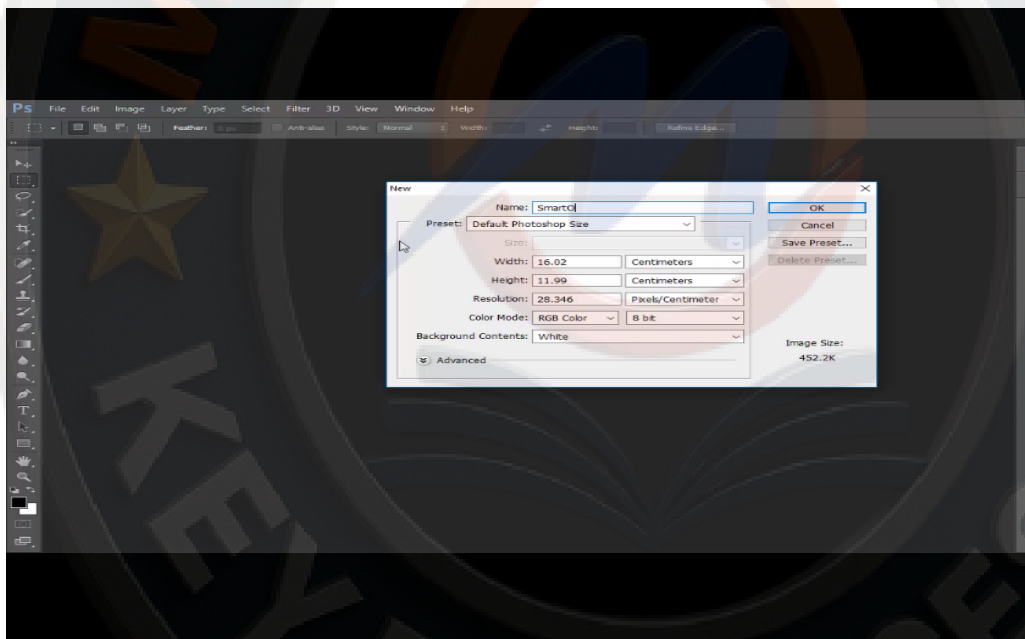 Ps File Edit Image Layer Type Select Filter 3D View Window Help
Feather: 0 px Anti-alias Style: Normal Width: Height: Refine Edge...
New
Name: SmartO
OK
Preset: Default Photoshop Size
Cancel
Size:
Save Preset...
Width: 16.02 Centimeters
Delete Preset...
Height: 11.99 Centimeters
Resolution: 28.346 Pixels/Centimeter
Color Mode: RGB Color 8 bit
Background Contents: White
Image Size:
452.2K
Advanced
KEY